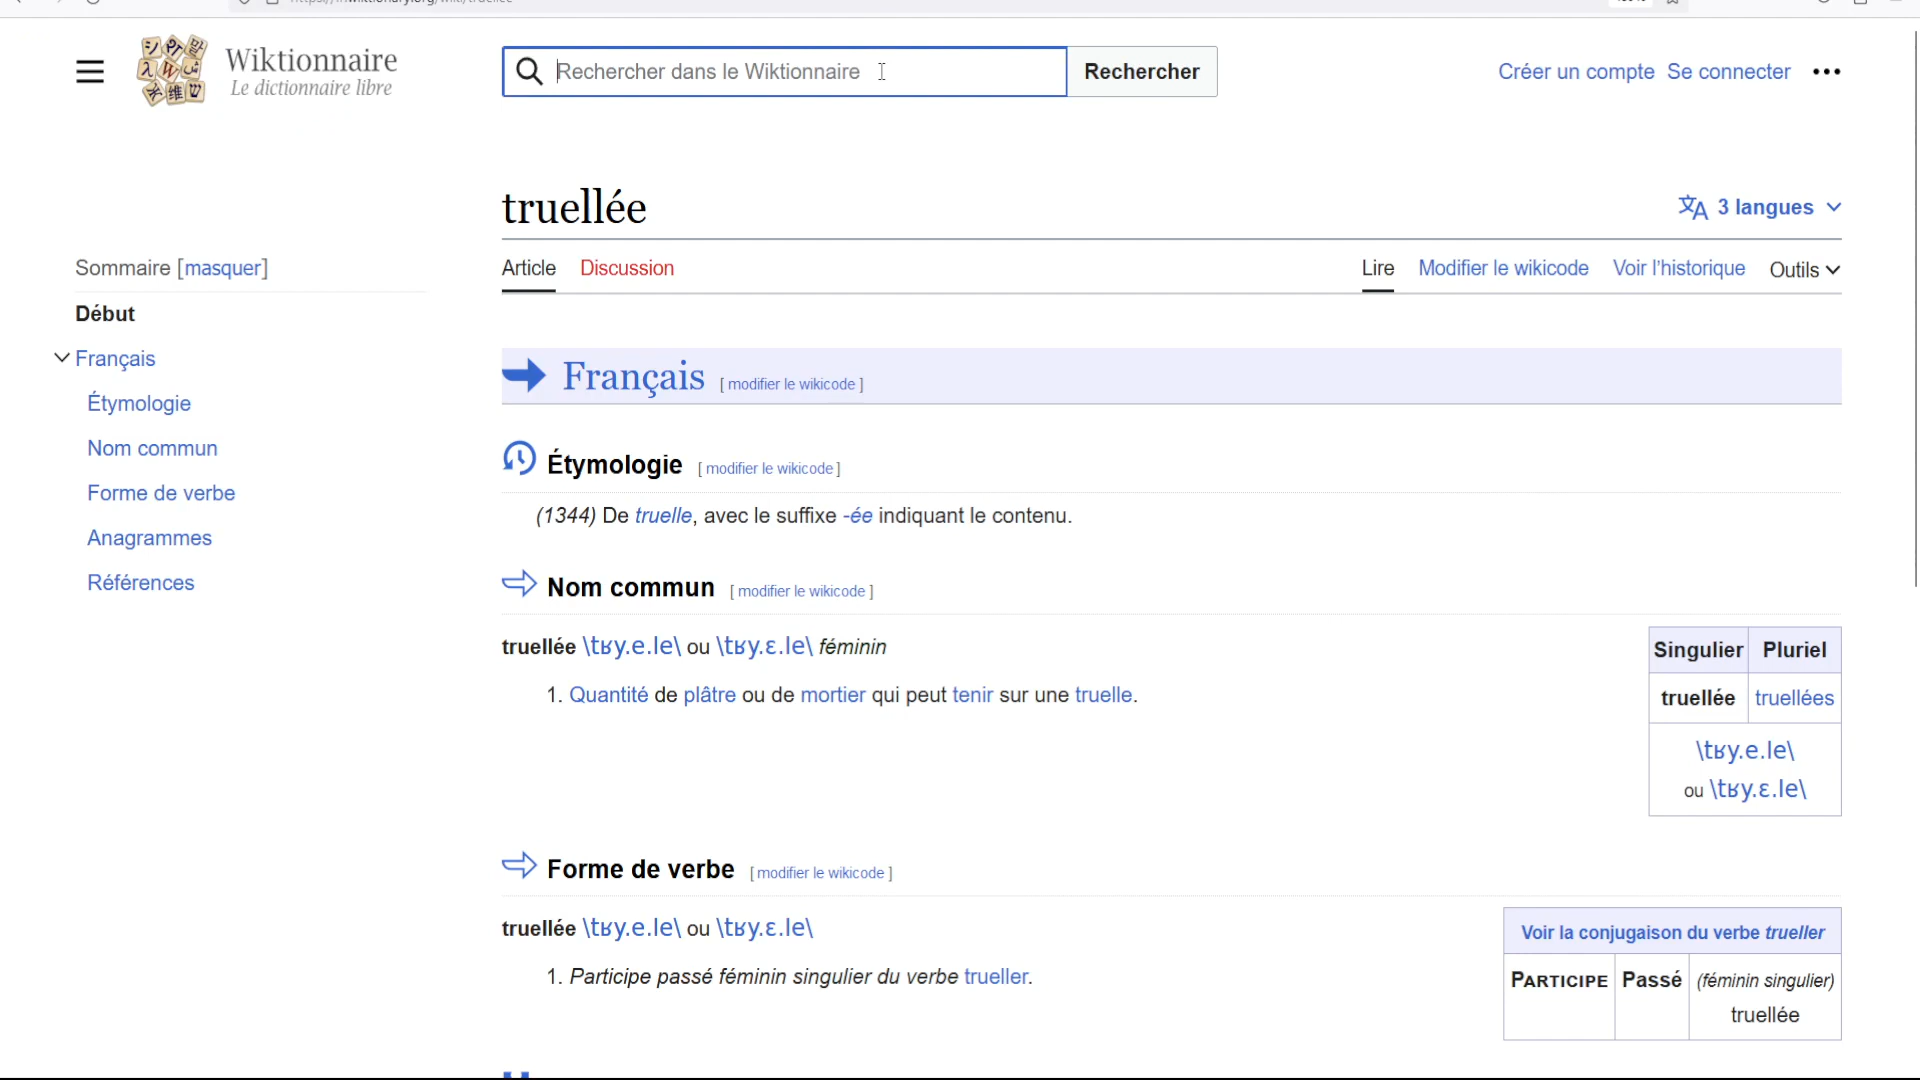 Wiktionnaire
Le dictionnaire libre
Rechercher dans le Wiktionnaire
Rechercher
Créer un compte Se connecter
truellée
3 langues
Article Discussion
Lire Modifier le wikicode Voir l'historique Outils
Sommaire [masquer]
Début
Français
Étymologie
Nom commun
Forme de verbe
Anagrammes
Références
Français [ modifier le wikicode ]
Étymologie [ modifier le wikicode ]
(1344) De truelle, avec le suffixe -ée indiquant le contenu.
Nom commun [ modifier le wikicode ]
truellée \tʁy.e.le\ ou \tʁy.ɛ.le\ féminin
1. Quantité de plâtre ou de mortier qui peut tenir sur une truelle.
Singulier Pluriel
truellée truellées
\tʁy.e.le\
ou \tʁy.ɛ.le\
Forme de verbe [ modifier le wikicode ]
truellée \tʁy.e.le\ ou \tʁy.ɛ.le\
1. Participe passé féminin singulier du verbe trueller.
Voir la conjugaison du verbe trueller
PARTICIPE Passé (féminin singulier)
truellée